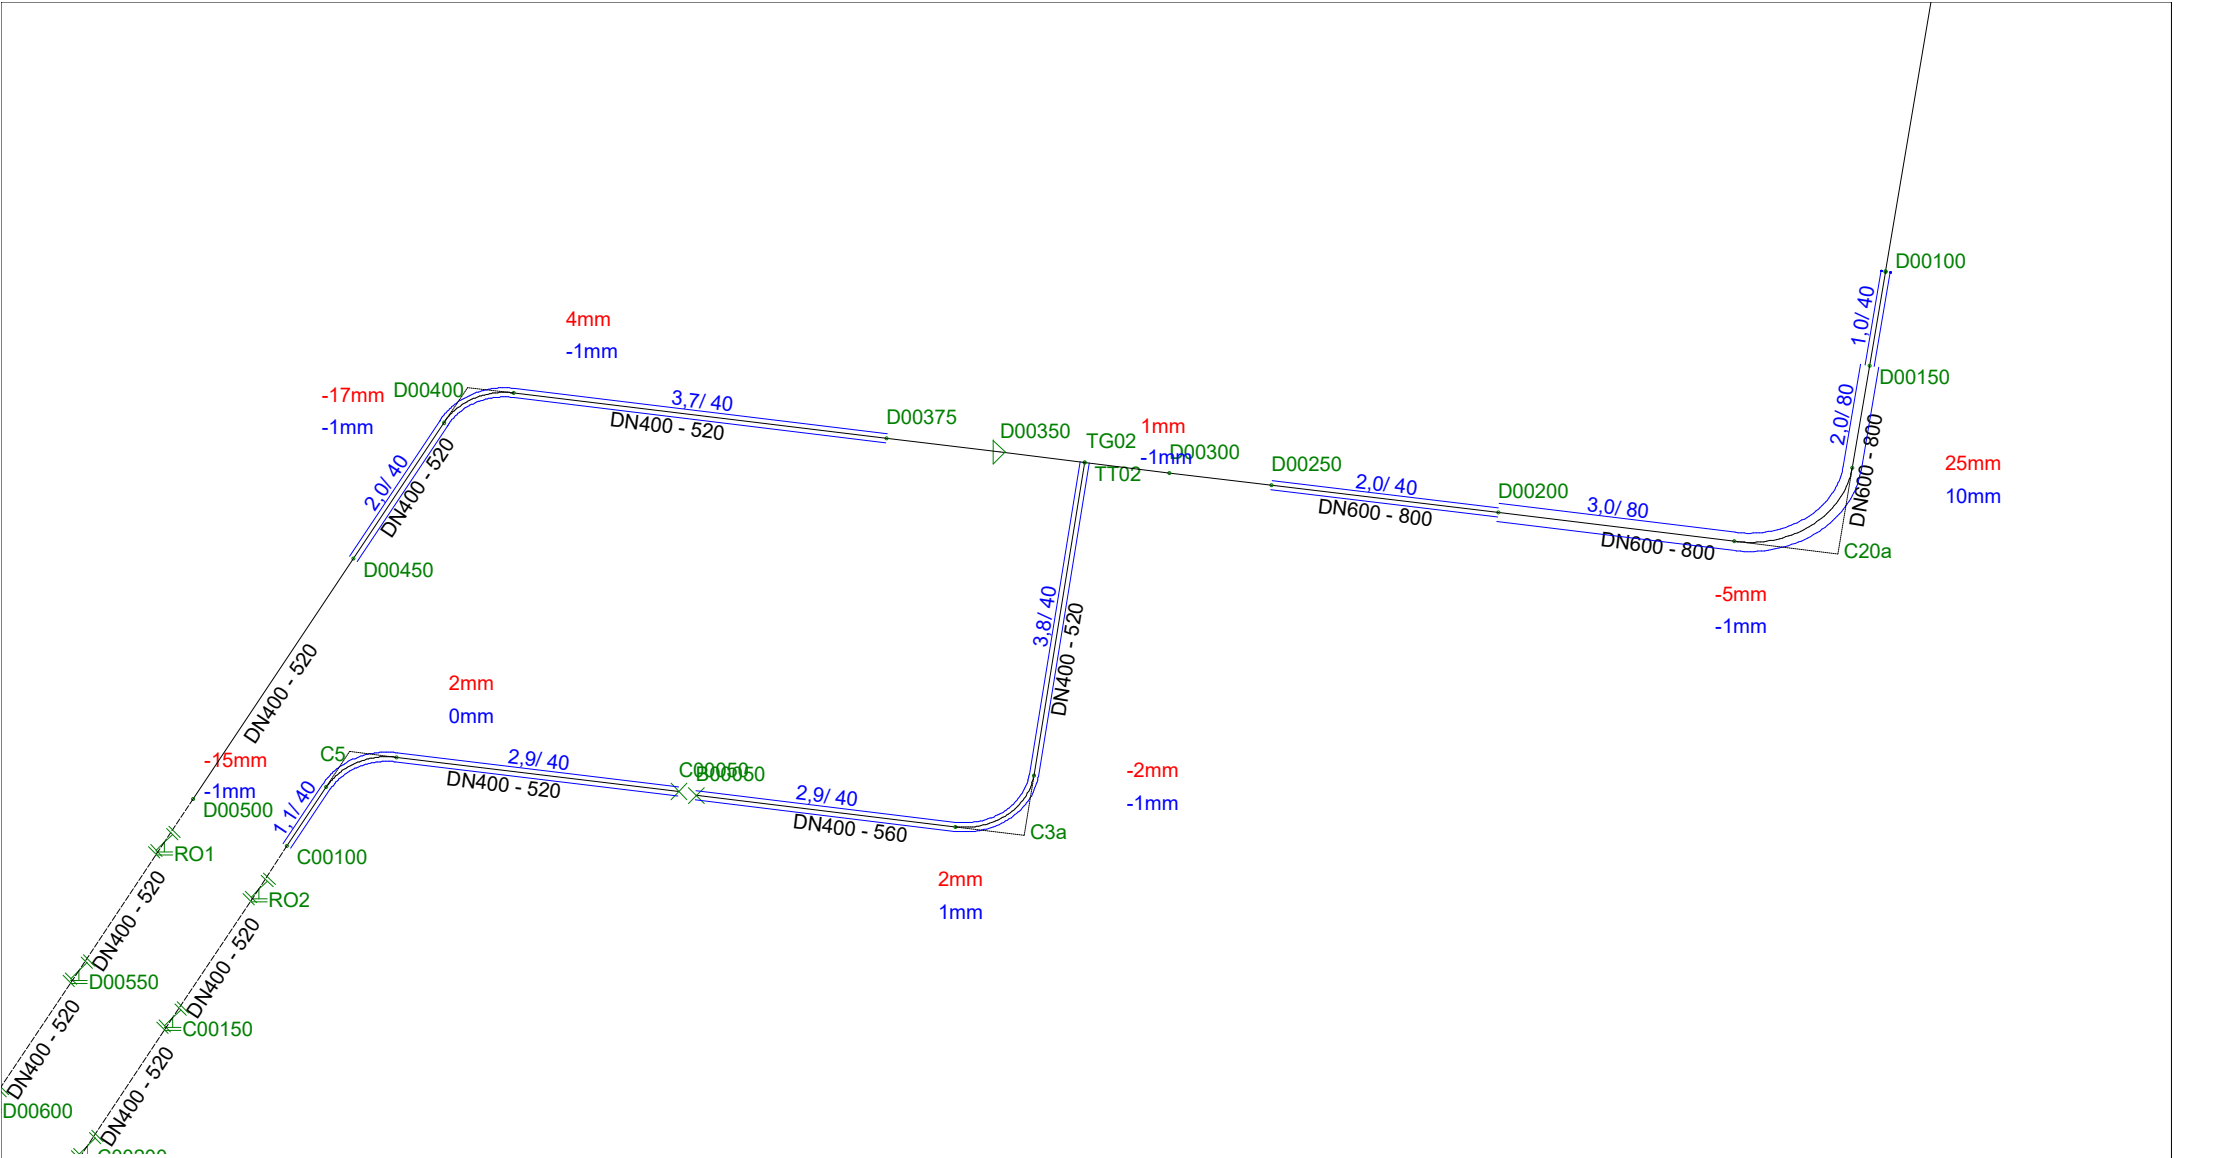 D00100
1,0/ 40
4mm
-1mm
D00150
-17mm
D00400
-1mm
3,7/ 40
DN400 - 520
D00375
2,0/ 80
DN600 - 800
1mm
D00350
TG02
-1mm
D00300
TT02
D00250
2,0/ 40
DN600 - 800
D00200
3,0/ 80
DN600 - 800
25mm
10mm
C20a
2,0/ 40
DN400 - 520
D00450
-5mm
-1mm
3,8/ 40
DN400 - 520
DN400 - 520
2mm
0mm
C5
2,9/ 40
DN400 - 520
C00050
B00050
-15mm
-1mm
D00500
1,1/ 40
2,9/ 40
DN400 - 560
-2mm
-1mm
C3a
RO1
C00100
2mm
1mm
RO2
DN400 - 520
DN400 - 520
D00550
C00150
DN400 - 520
DN400 - 520
D00600